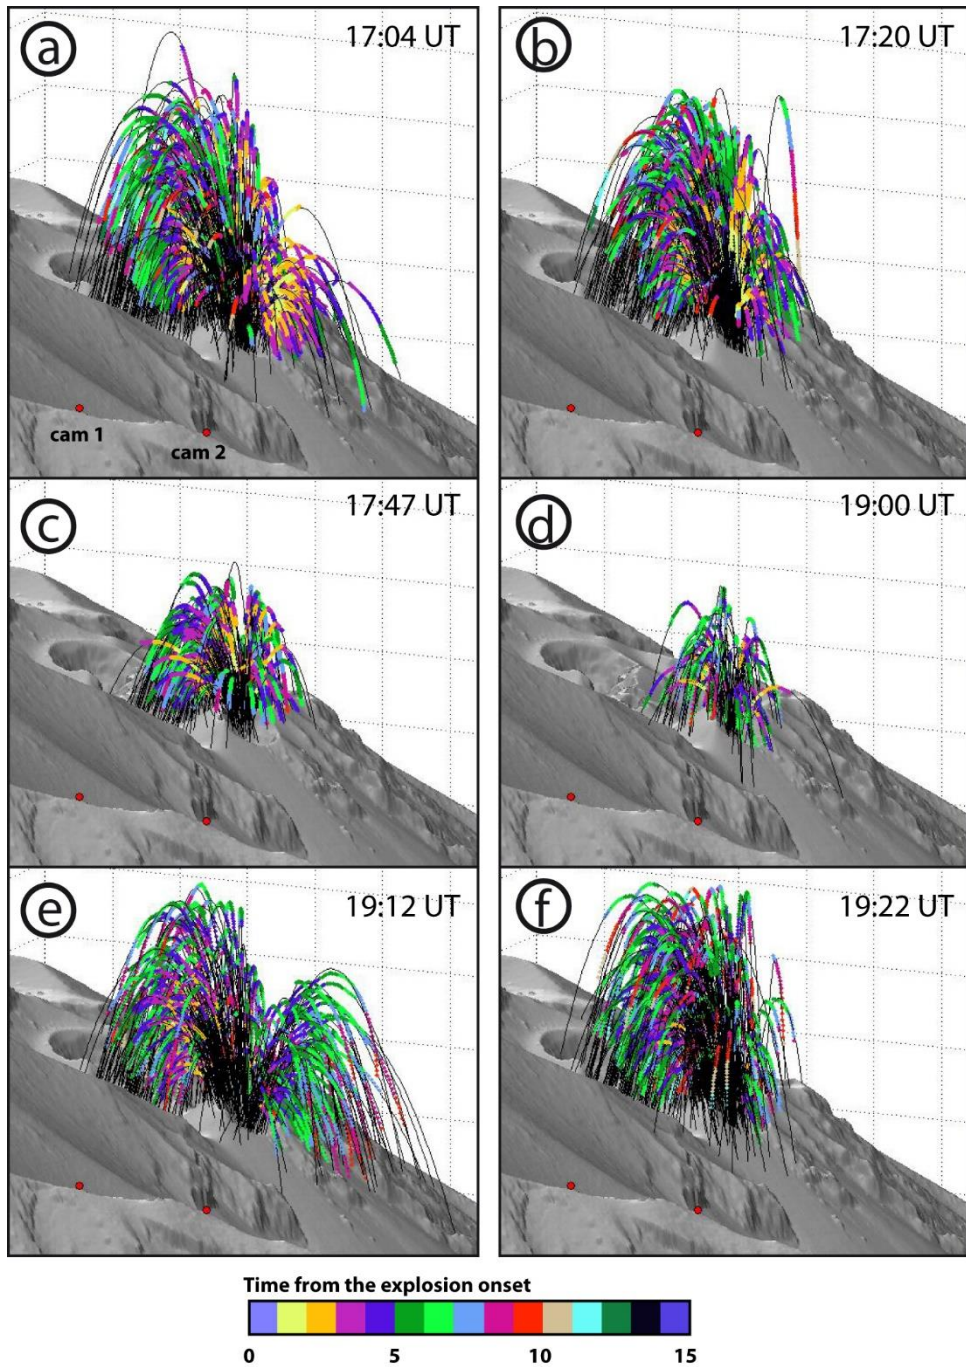 a 17:04 UT
b 17:20 UT
cam 1
cam 2
c 17:47 UT
d 19:00 UT
e 19:12 UT
f 19:22 UT
Time from the explosion onset
0 5 10 15